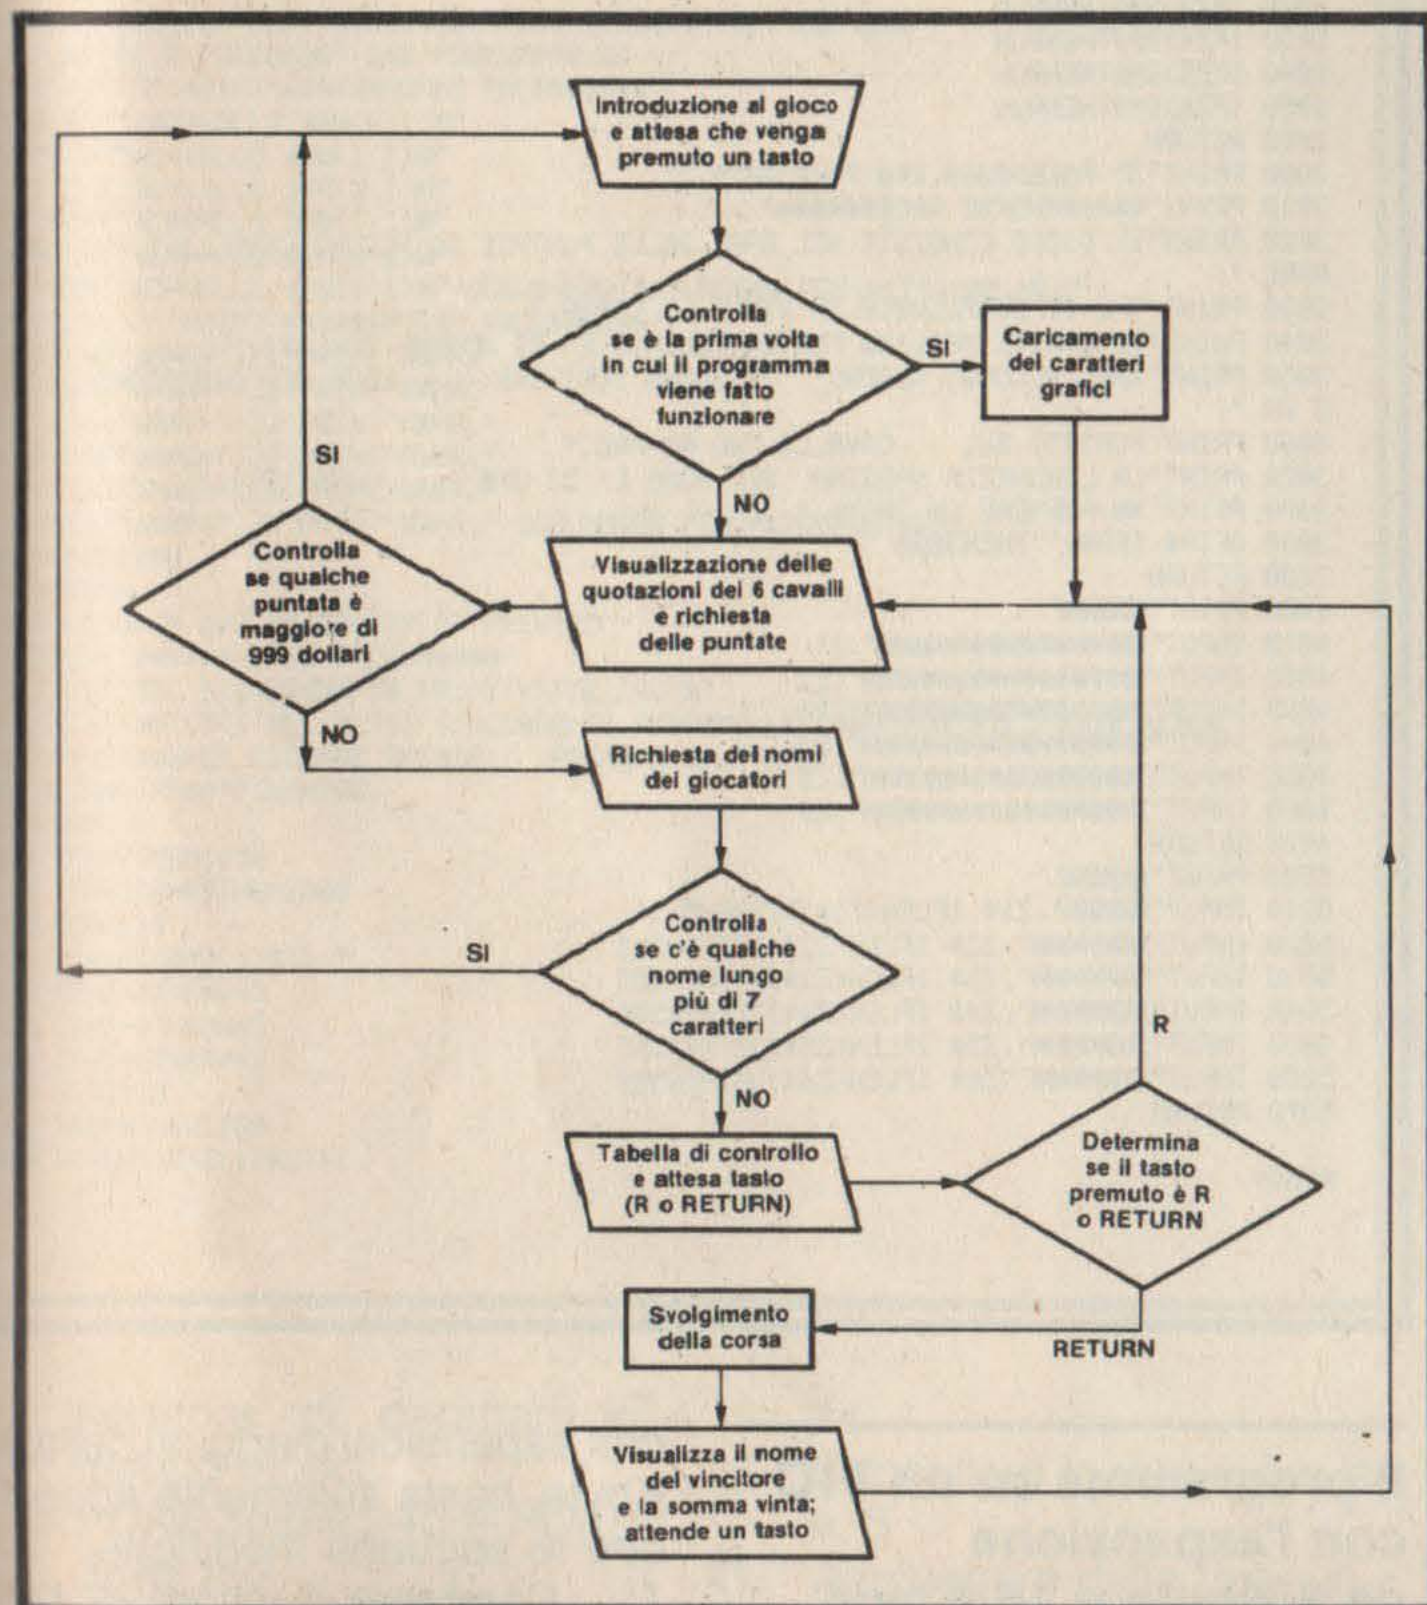 Introduzione al gioco
e attesa che venga
premuto un tasto
Controlla
se è la prima volta
in cui il programma
viene fatto
funzionare
SI
Caricamento
dei caratteri
grafici
NO
Visualizzazione delle
quotazioni dei 6 cavalli
e richiesta
delle puntate
SI
Controlla
se qualche
puntata è
maggiore di
999 dollari
NO
Richiesta dei nomi
dei giocatori
Controlla
se c'è qualche
nome lungo
più di 7
caratteri
SI
NO
Tabella di controllo
e attesa tasto
(R o RETURN)
Determina
se il tasto
premuto è R
o RETURN
R
RETURN
Svolgimento
della corsa
Visualizza il nome
del vincitore
e la somma vinta;
attende un tasto